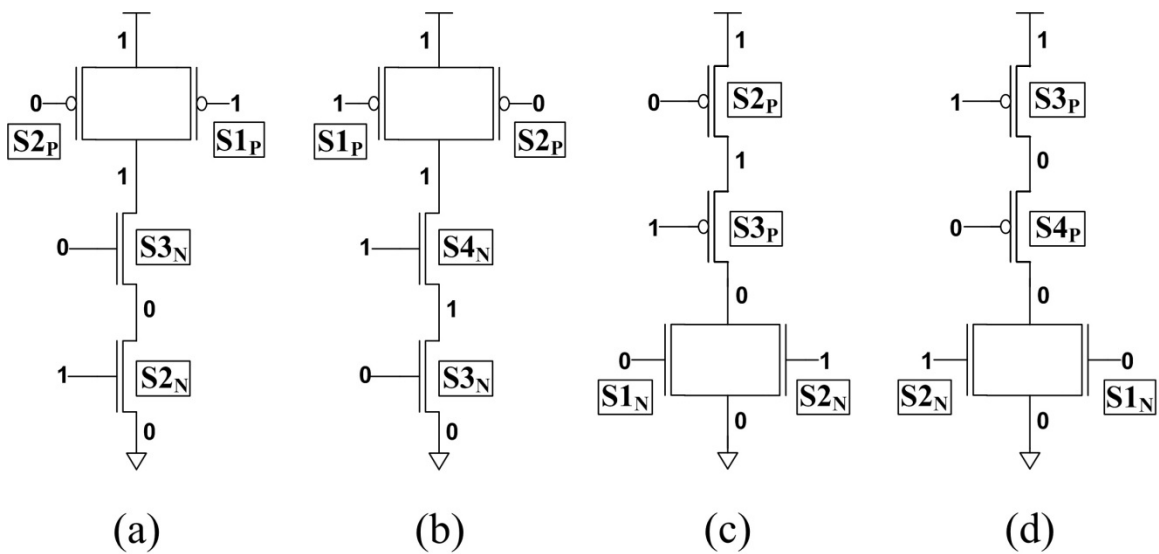 1 1 1 1
0 1 1 0 0 S2P 1 S3P
S2P S1P S1P S2P
1 1 1 0
0 S3N 1 S4N 1 S3P 0 S4P
0 1 0 0
1 S2N 0 S3N 0 1 1 0
S1N S2N S2N S1N
0 0 0 0
(a) (b) (c) (d)